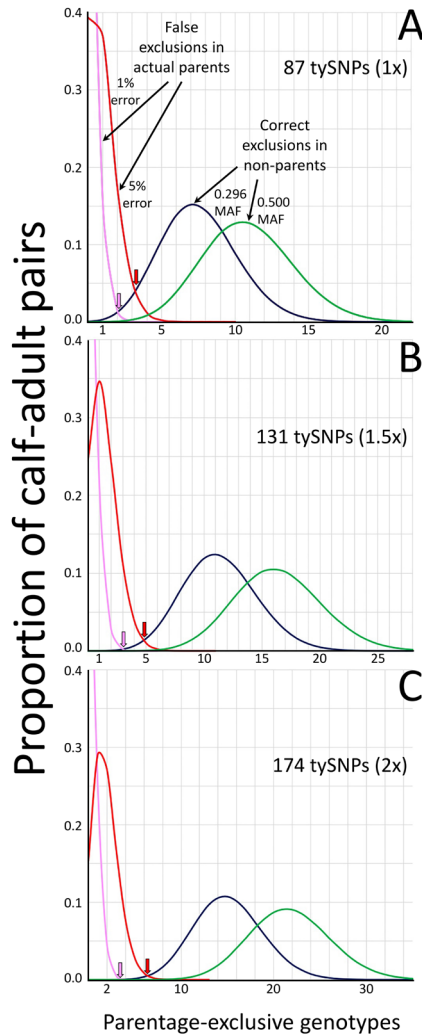 Proportion of calf-adult pairs
A
87 tySNPs (1x)
False
exclusions in
actual parents
1%
error
5%
error
Correct
exclusions in
non-parents
0.296
MAF
0.500
MAF
0.4
0.3
0.2
0.1
0.0
1
5
10
15
20
B
131 tySNPs (1.5x)
0.4
0.3
0.2
0.1
0.0
1
5
10
15
20
25
C
174 tySNPs (2x)
0.4
0.3
0.2
0.1
0.0
2
10
20
30
Parentage-exclusive genotypes